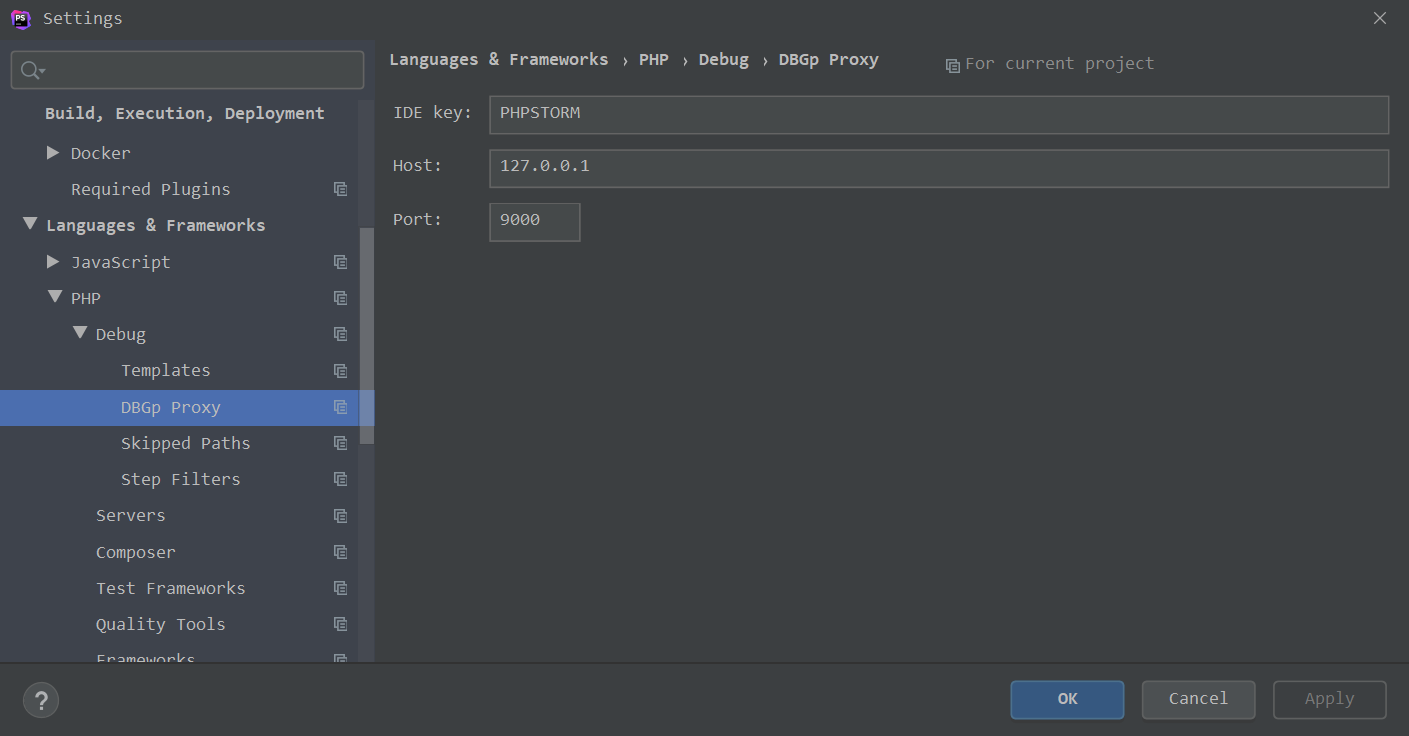 PS
Settings
Build, Execution, Deployment
Docker
Required Plugins
Languages & Frameworks
JavaScript
PHP
Debug
Templates
DBGp Proxy
Skipped Paths
Step Filters
Servers
Composer
Test Frameworks
Quality Tools
Frameworks
Languages & Frameworks › PHP › Debug › DBGp Proxy
For current project
IDE key: PHPSTORM
Host: 127.0.0.1
Port: 9000
?
OK
Cancel
Apply